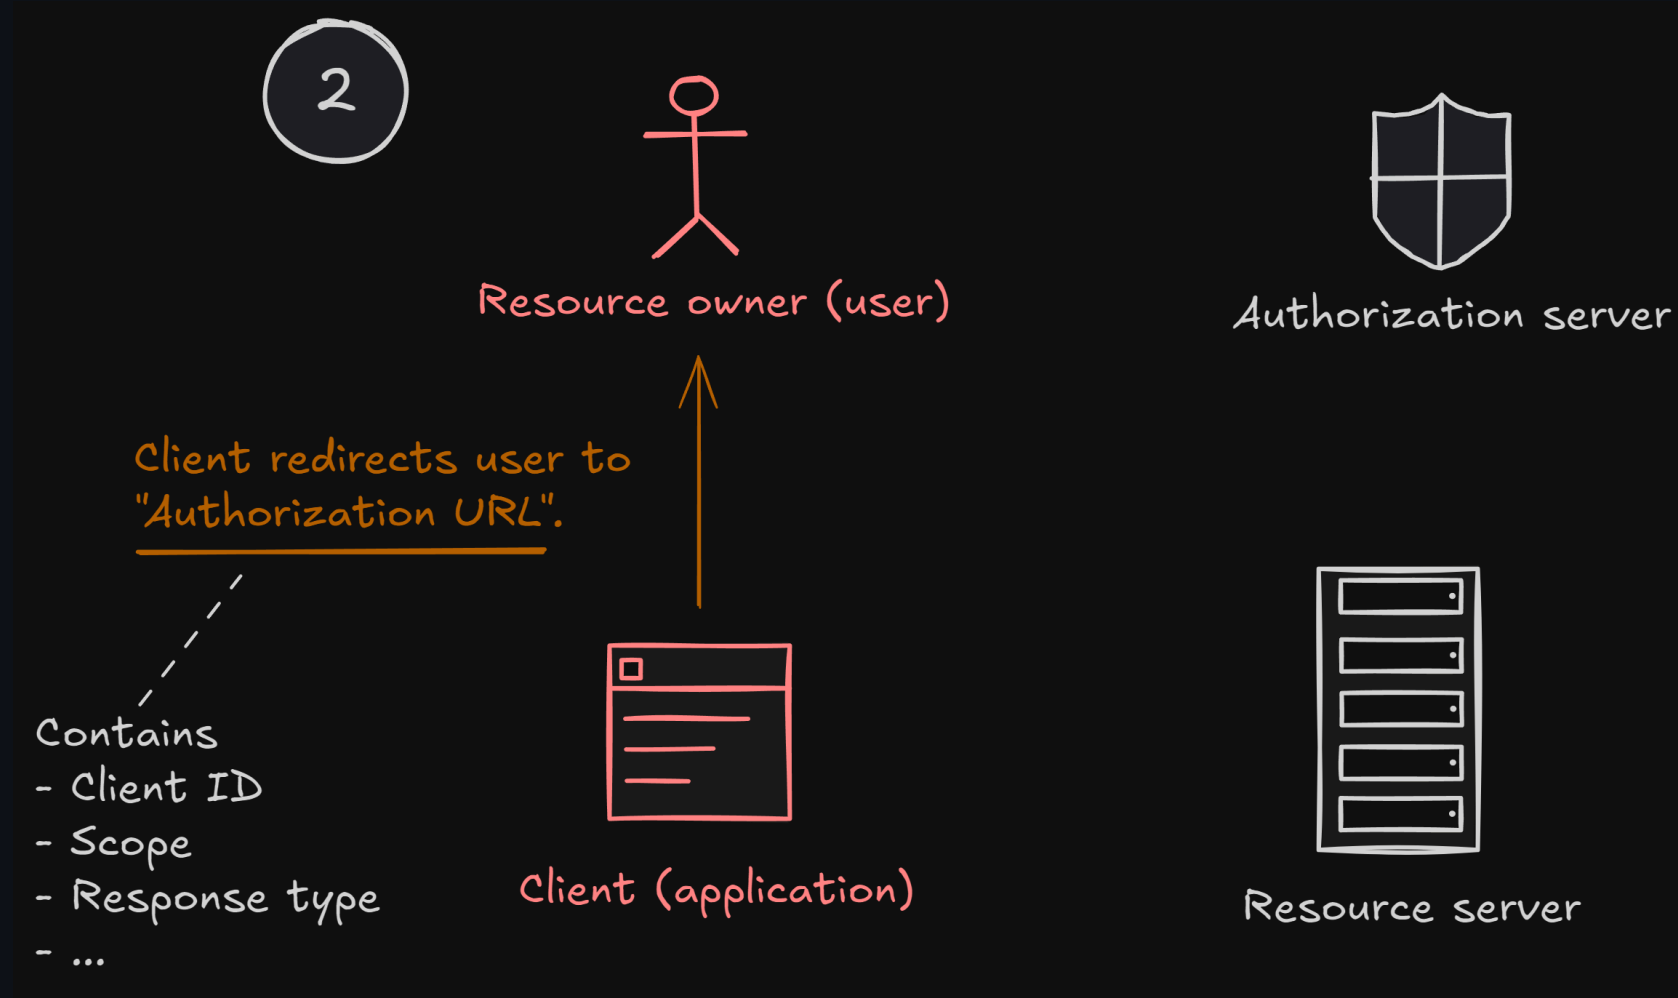 2
Resource owner (user)
Authorization server
Client redirects user to
"Authorization URL".
Contains
- Client ID
- Scope
- Response type
- ...
Client (application)
Resource server